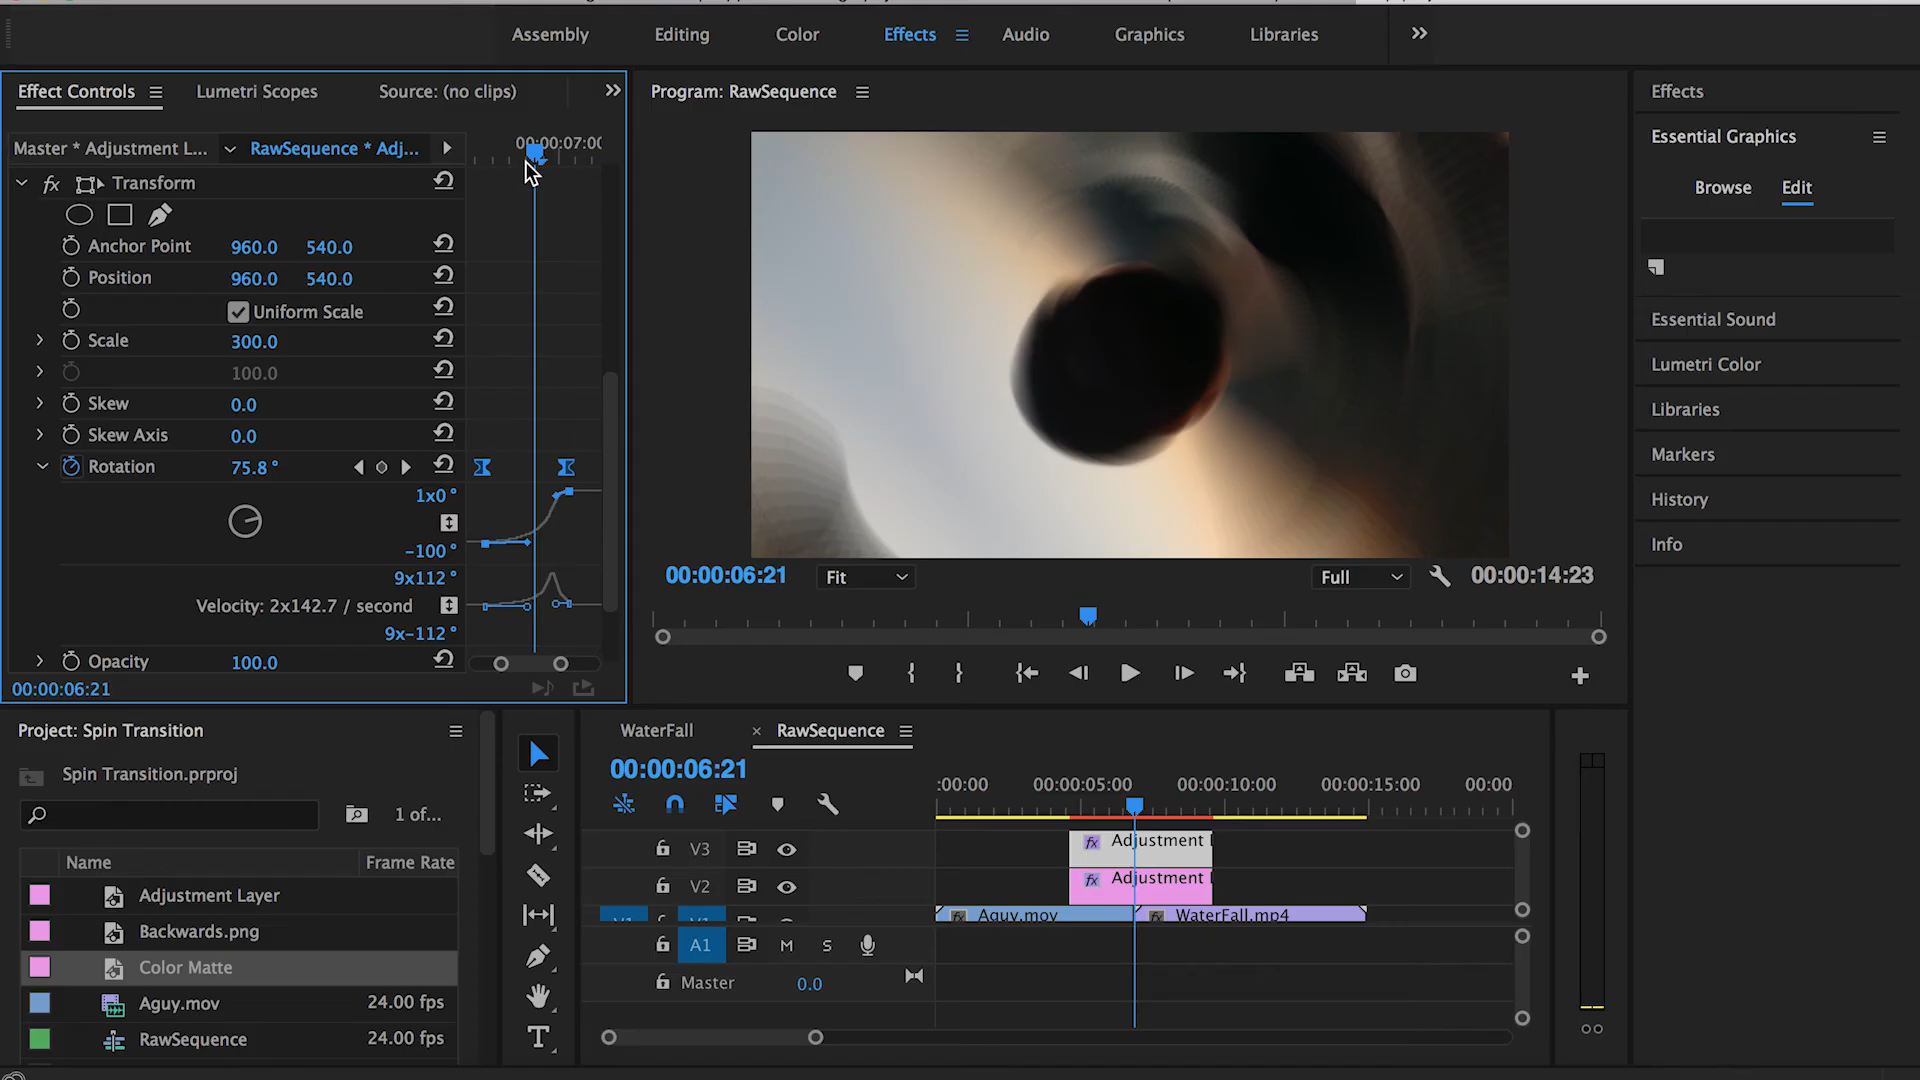 Assembly Editing Color Effects Audio Graphics Libraries
Effect Controls Lumetri Scopes Source: (no clips)
Master * Adjustment L... RawSequence * Adj...
00:00:07:00
fx Transform
Anchor Point 960.0 540.0
Position 960.0 540.0
Uniform Scale
Scale 300.0
100.0
Skew 0.0
Skew Axis 0.0
Rotation 75.8 °
1x0 °
-100 °
9x112 °
Velocity: 2x142.7 / second
9x-112 °
Opacity 100.0
00:00:06:21
Program: RawSequence
00:00:06:21 Fit Full 00:00:14:23
Effects
Essential Graphics
Browse Edit
Essential Sound
Lumetri Color
Libraries
Markers
History
Info
Project: Spin Transition
Spin Transition.prproj
1 of...
Name Frame Rate
Adjustment Layer
Backwards.png
Color Matte
Aguy.mov 24.00 fps
RawSequence 24.00 fps
T
WaterFall × RawSequence
00:00:06:21
:00:00 00:00:05:00 00:00:10:00 00:00:15:00 00:00
V3 fx Adjustment
V2 fx Adjustment
V1 V1 fx Aguy.mov fx WaterFall.mp4
A1 M S
Master 0.0